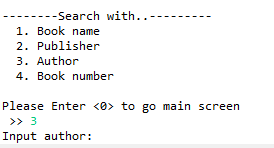 --------Search with..---------
1. Book name
2. Publisher
3. Author
4. Book number
Please Enter <0> to go main screen
>> 3
Input author: